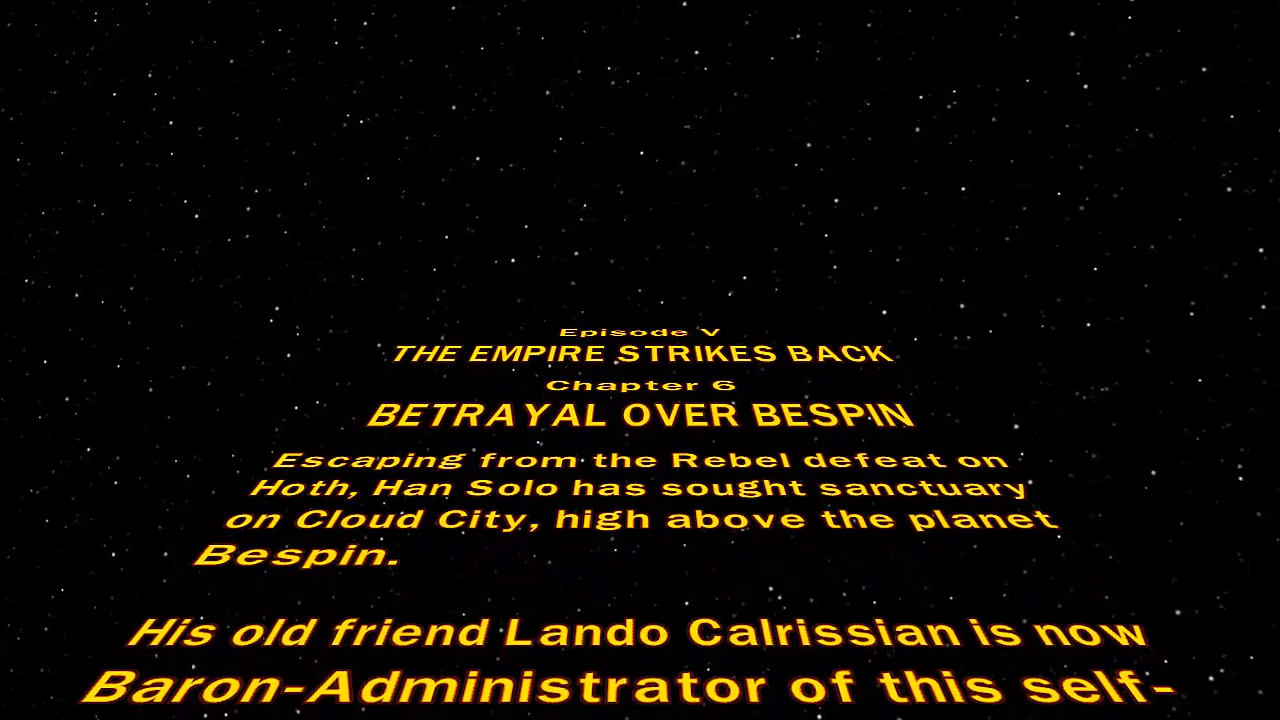 Episode V
THE EMPIRE STRIKES BACK
Chapter 6
BETRAYAL OVER BESPIN
Escaping from the Rebel defeat on
Hoth, Han Solo has sought sanctuary
on Cloud City, high above the planet
Bespin.
His old friend Lando Calrissian is now
Baron-Administrator of this self-